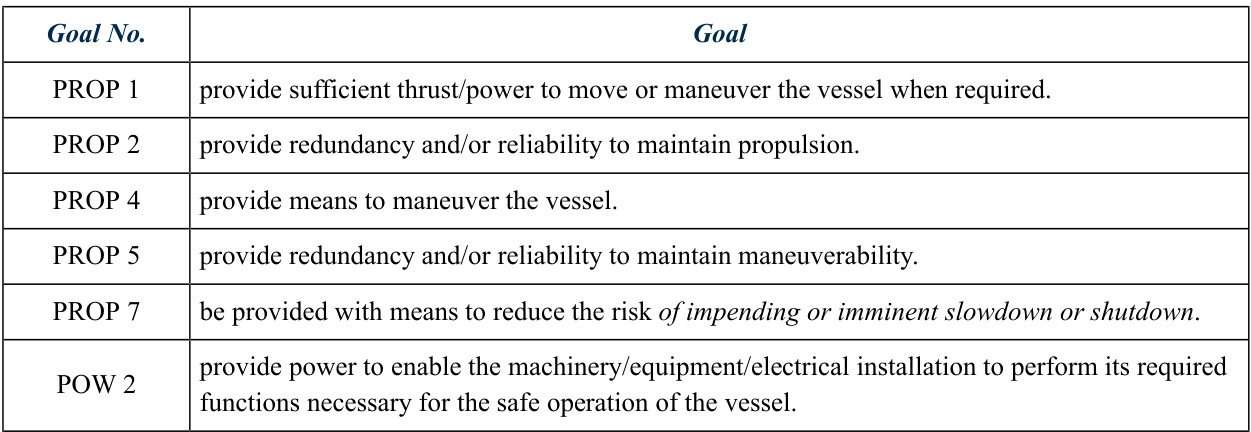 Goal No. Goal
PROP 1 provide sufficient thrust/power to move or maneuver the vessel when required.
PROP 2 provide redundancy and/or reliability to maintain propulsion.
PROP 4 provide means to maneuver the vessel.
PROP 5 provide redundancy and/or reliability to maintain maneuverability.
PROP 7 be provided with means to reduce the risk of impending or imminent slowdown or shutdown.
POW 2 provide power to enable the machinery/equipment/electrical installation to perform its required
functions necessary for the safe operation of the vessel.